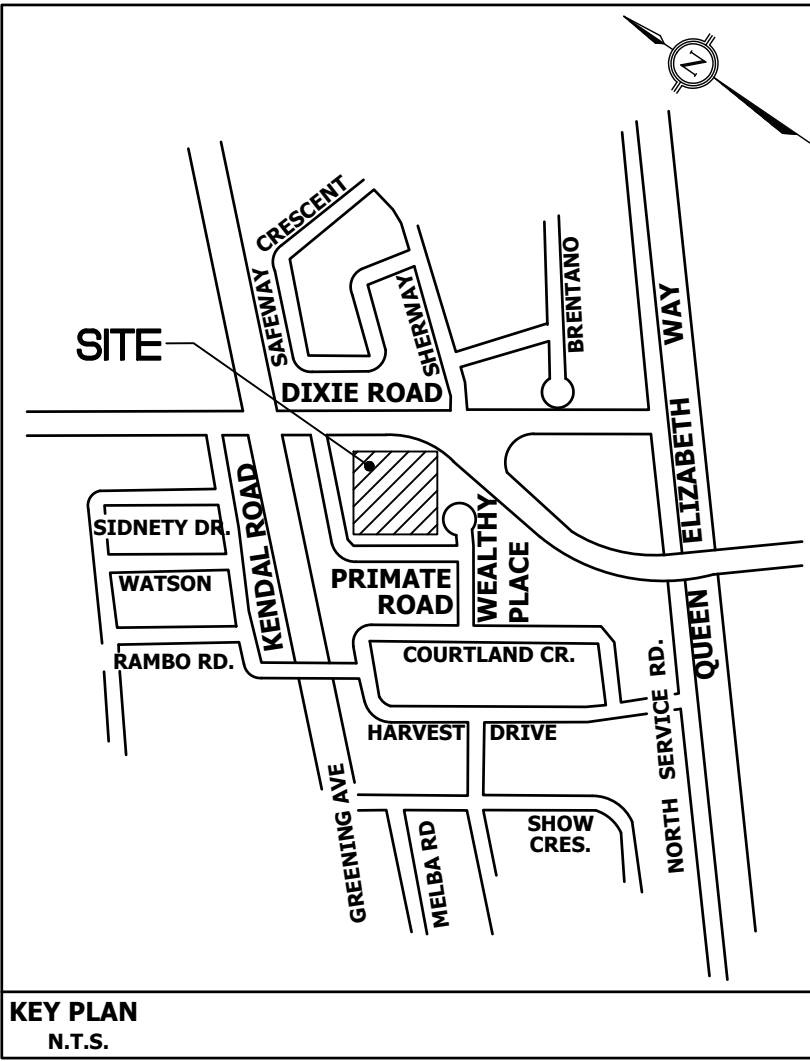 N
CRESCENT
SAFEWAY
SHERWAY
BRENTANO
WAY
SITE
DIXIE ROAD
ELIZABETH
SIDNETY DR.
KENDAL ROAD
WEALTHY
PLACE
WATSON
PRIMATE
ROAD
QUEEN
RAMBO RD.
COURTLAND CR.
NORTH SERVICE RD.
HARVEST DRIVE
GREENING AVE
MELBA RD
SHOW
CRES.
KEY PLAN
N.T.S.